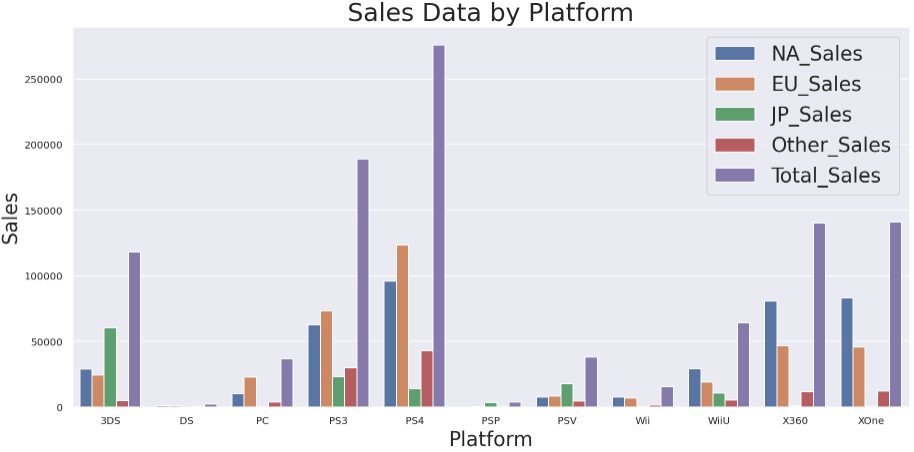 Sales Data by Platform
NA_Sales
EU_Sales
JP_Sales
Other_Sales
Total_Sales
Sales
250000
200000
150000
100000
50000
0
3DS DS PC PS3 PS4 PSP PSV Wii WiiU X360 XOne
Platform